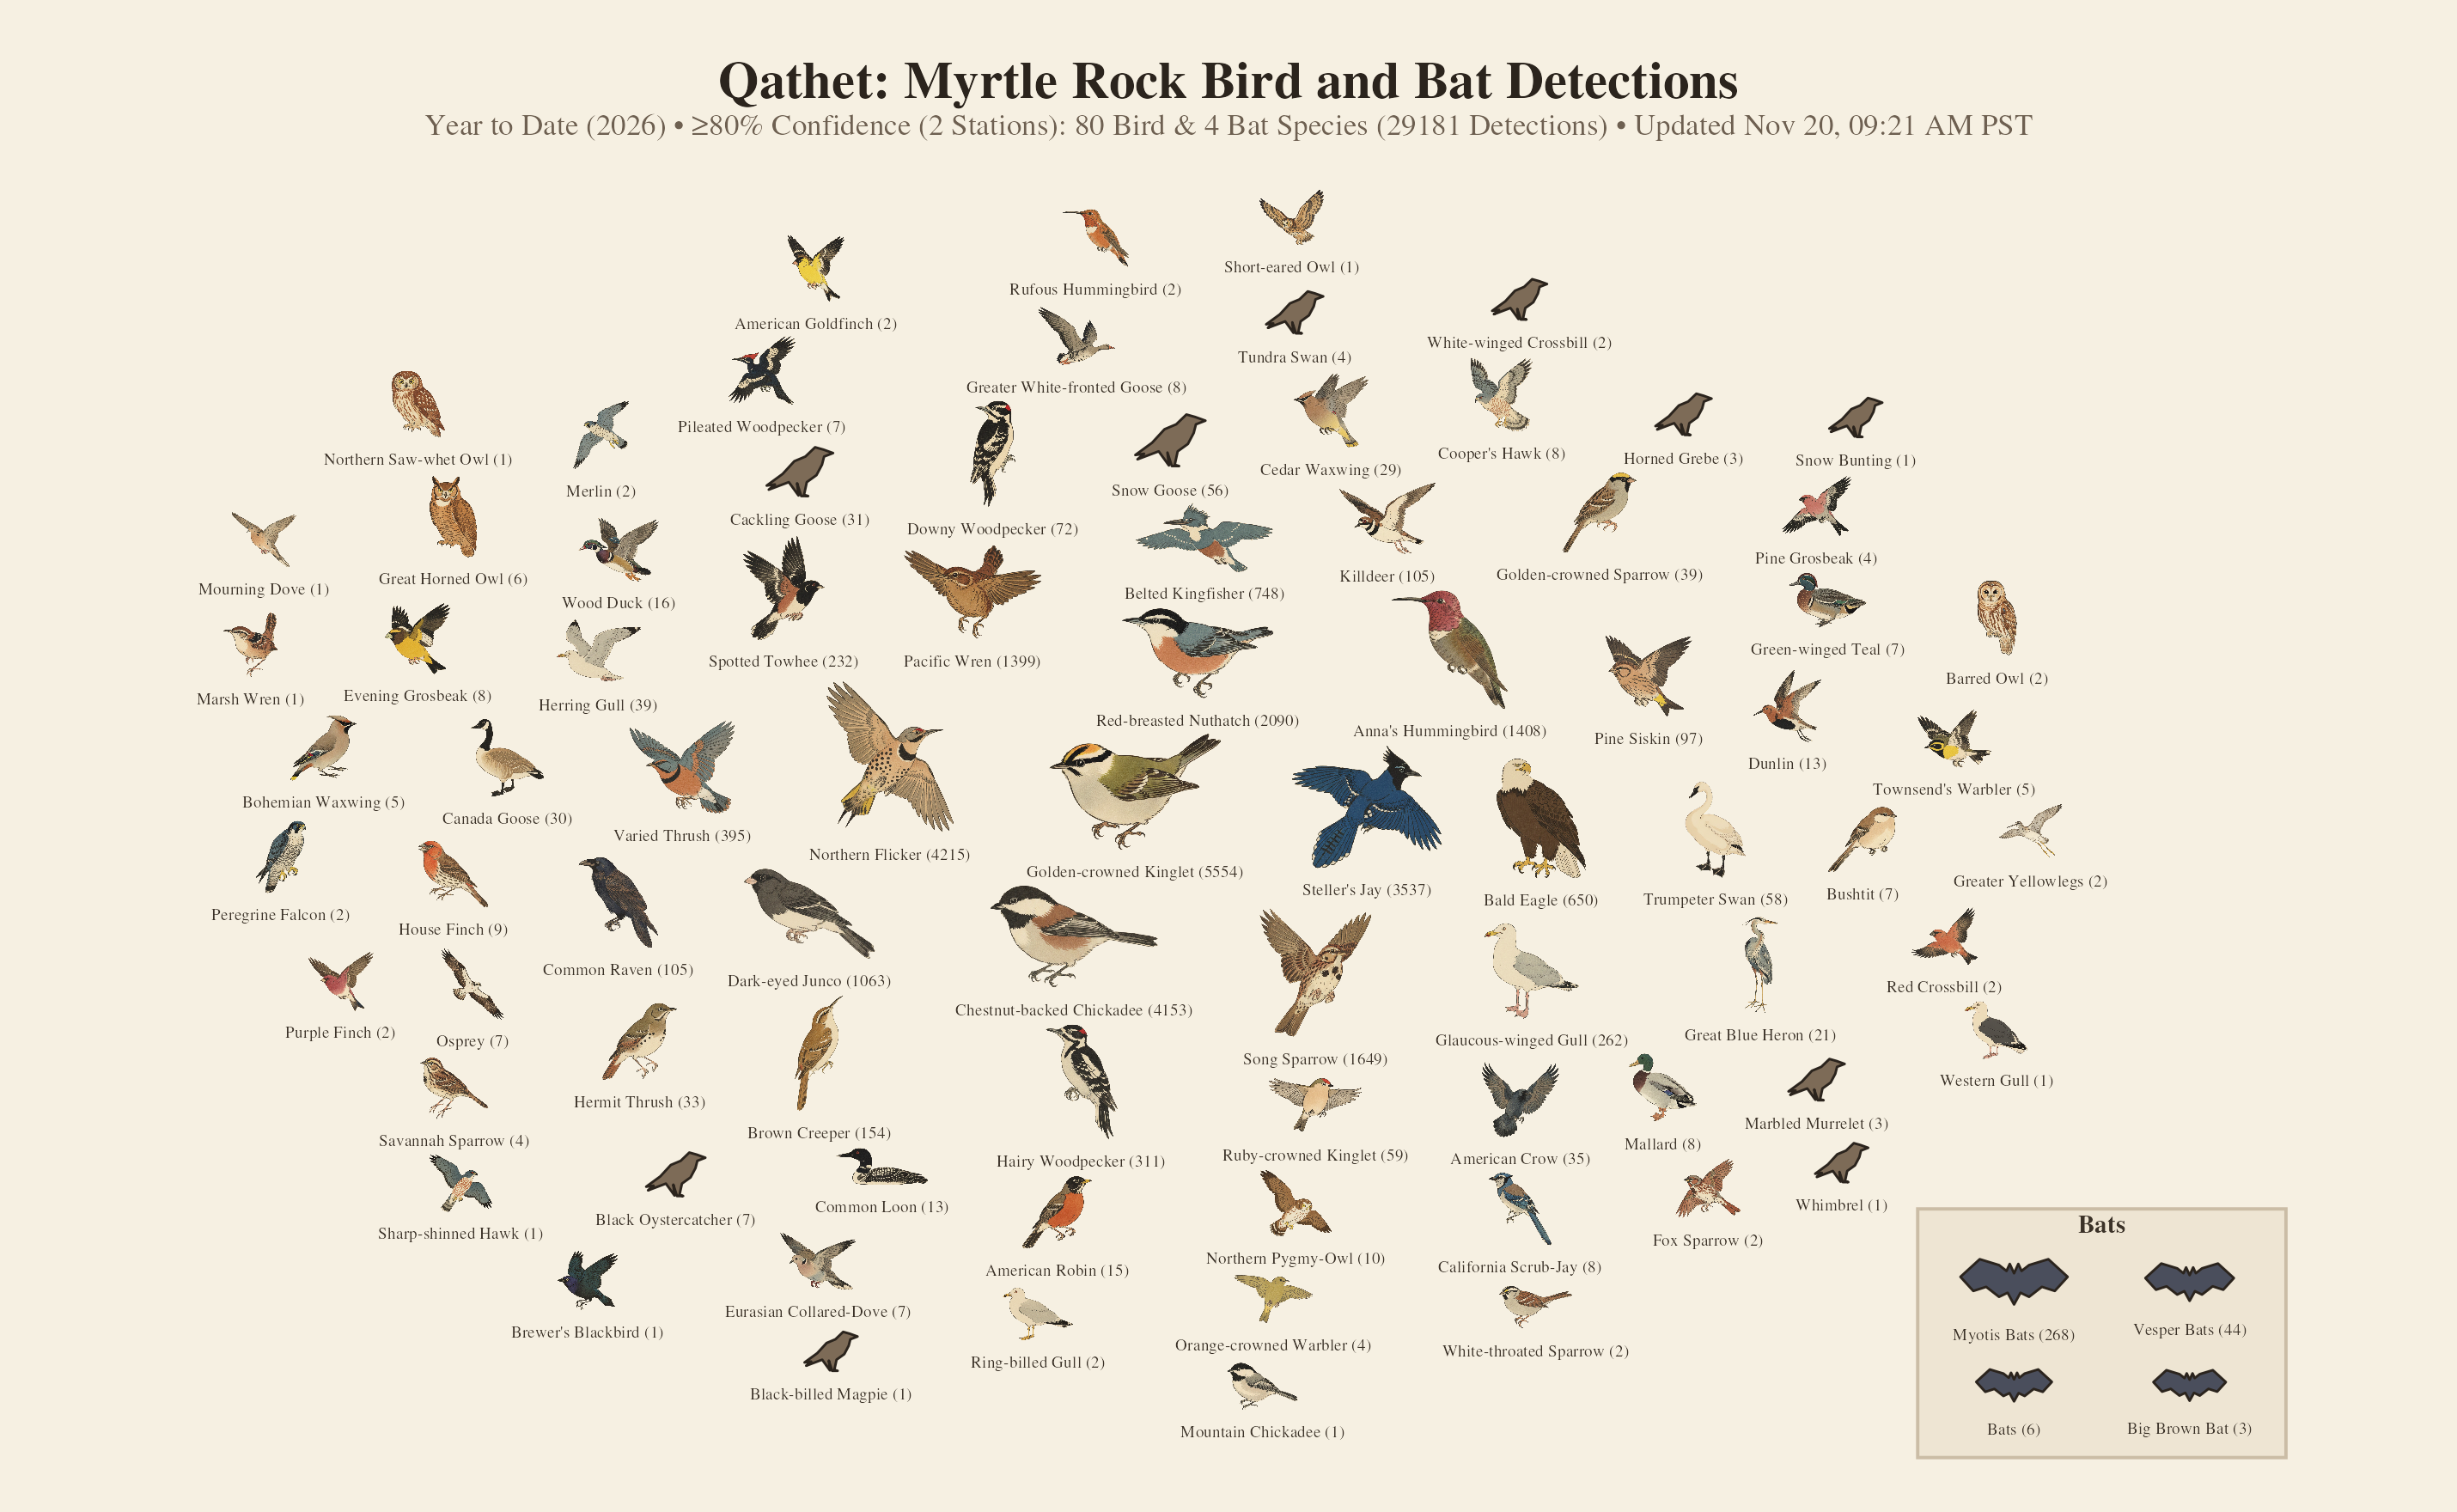 Qathet: Myrtle Rock Bird and Bat Detections
Year to Date (2026) • ≥80% Confidence (2 Stations): 80 Bird & 4 Bat Species (29181 Detections) • Updated Nov 20, 09:21 AM PST
Short-eared Owl (1)
Rufous Hummingbird (2)
American Goldfinch (2)
White-winged Crossbill (2)
Tundra Swan (4)
Greater White-fronted Goose (8)
Pileated Woodpecker (7)
Cooper's Hawk (8)
Horned Grebe (3)
Northern Saw-whet Owl (1)
Snow Bunting (1)
Cedar Waxwing (29)
Snow Goose (56)
Merlin (2)
Cackling Goose (31)
Downy Woodpecker (72)
Pine Grosbeak (4)
Golden-crowned Sparrow (39)
Killdeer (105)
Great Horned Owl (6)
Mourning Dove (1)
Belted Kingfisher (748)
Wood Duck (16)
Green-winged Teal (7)
Spotted Towhee (232)
Pacific Wren (1399)
Barred Owl (2)
Evening Grosbeak (8)
Marsh Wren (1)
Herring Gull (39)
Red-breasted Nuthatch (2090)
Anna's Hummingbird (1408)
Pine Siskin (97)
Dunlin (13)
Townsend's Warbler (5)
Bohemian Waxwing (5)
Canada Goose (30)
Varied Thrush (395)
Northern Flicker (4215)
Golden-crowned Kinglet (5554)
Greater Yellowlegs (2)
Steller's Jay (3537)
Bushtit (7)
Bald Eagle (650)
Trumpeter Swan (58)
Peregrine Falcon (2)
House Finch (9)
Common Raven (105)
Dark-eyed Junco (1063)
Red Crossbill (2)
Chestnut-backed Chickadee (4153)
Purple Finch (2)
Great Blue Heron (21)
Glaucous-winged Gull (262)
Osprey (7)
Song Sparrow (1649)
Western Gull (1)
Hermit Thrush (33)
Marbled Murrelet (3)
Brown Creeper (154)
Savannah Sparrow (4)
Mallard (8)
Ruby-crowned Kinglet (59)
American Crow (35)
Hairy Woodpecker (311)
Whimbrel (1)
Common Loon (13)
Black Oystercatcher (7)
Sharp-shinned Hawk (1)
Fox Sparrow (2)
Northern Pygmy-Owl (10)
California Scrub-Jay (8)
American Robin (15)
Eurasian Collared-Dove (7)
Brewer's Blackbird (1)
Orange-crowned Warbler (4)
White-throated Sparrow (2)
Ring-billed Gull (2)
Black-billed Magpie (1)
Mountain Chickadee (1)
Bats
Myotis Bats (268)
Vesper Bats (44)
Bats (6)
Big Brown Bat (3)